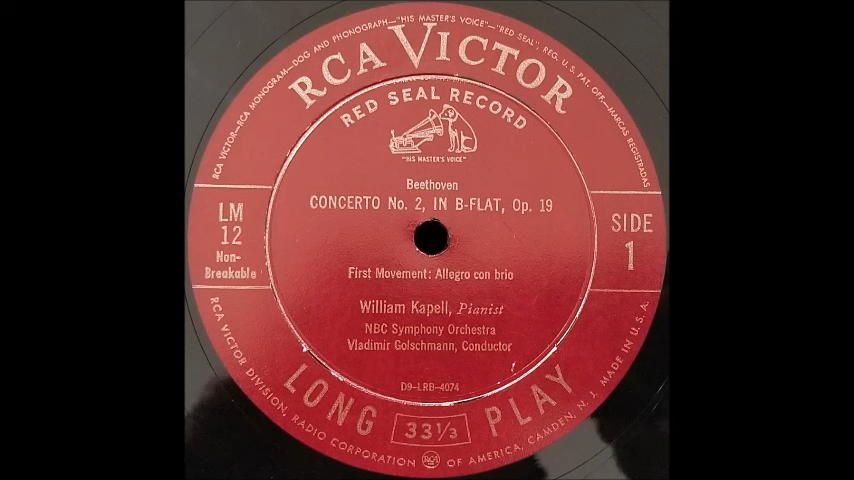 RCA VICTOR—RCA MONOGRAM—DOG AND PHONOGRAPH—"HIS MASTER'S VOICE"—"RED SEAL", REG. U.S. PAT. OFF.—MARCAS REGISTRADAS
RCA VICTOR
RED SEAL RECORD
"HIS MASTER'S VOICE"
Beethoven
CONCERTO No. 2, IN B-FLAT, Op. 19
LM
12
Non-
Breakable
SIDE
1
First Movement: Allegro con brio
William Kapell, Pianist
NBC Symphony Orchestra
Vladimir Golschmann, Conductor
D9-LRB-4074
LONG 33⅓ PLAY
RCA VICTOR DIVISION, RADIO CORPORATION RCA OF AMERICA, CAMDEN, N. J. MADE IN U. S. A.